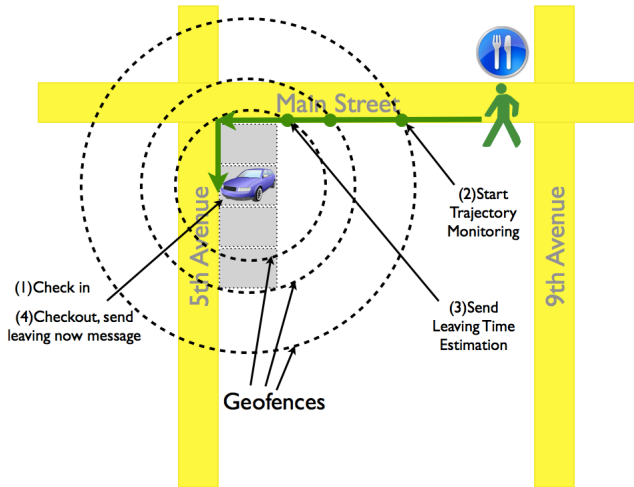 Main Street
(2)Start
Trajectory
Monitoring
5th Avenue
9th Avenue
(1)Check in
(4)Checkout, send
leaving now message
(3)Send
Leaving Time
Estimation
Geofences